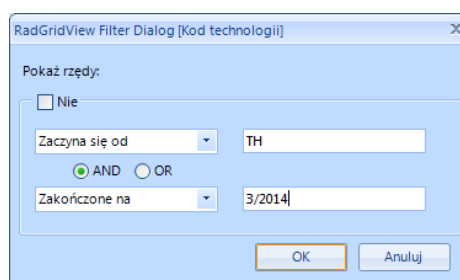 RadGridView Filter Dialog [Kod technologii]
Pokaż rzędy:
Nie
Zaczyna się od TH
AND OR
Zakończone na 3/2014
OK Anuluj